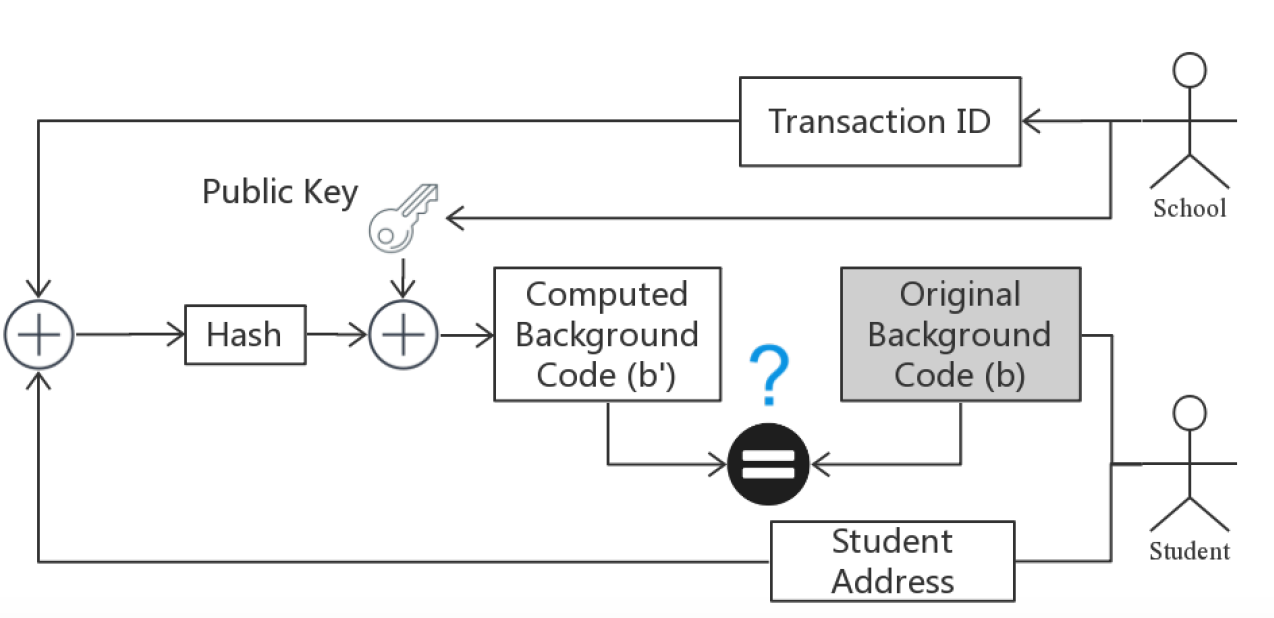 Transaction ID
Public Key
School
Hash
Computed
Background
Code (b')
Original
Background
Code (b)
?
Student
Address
Student